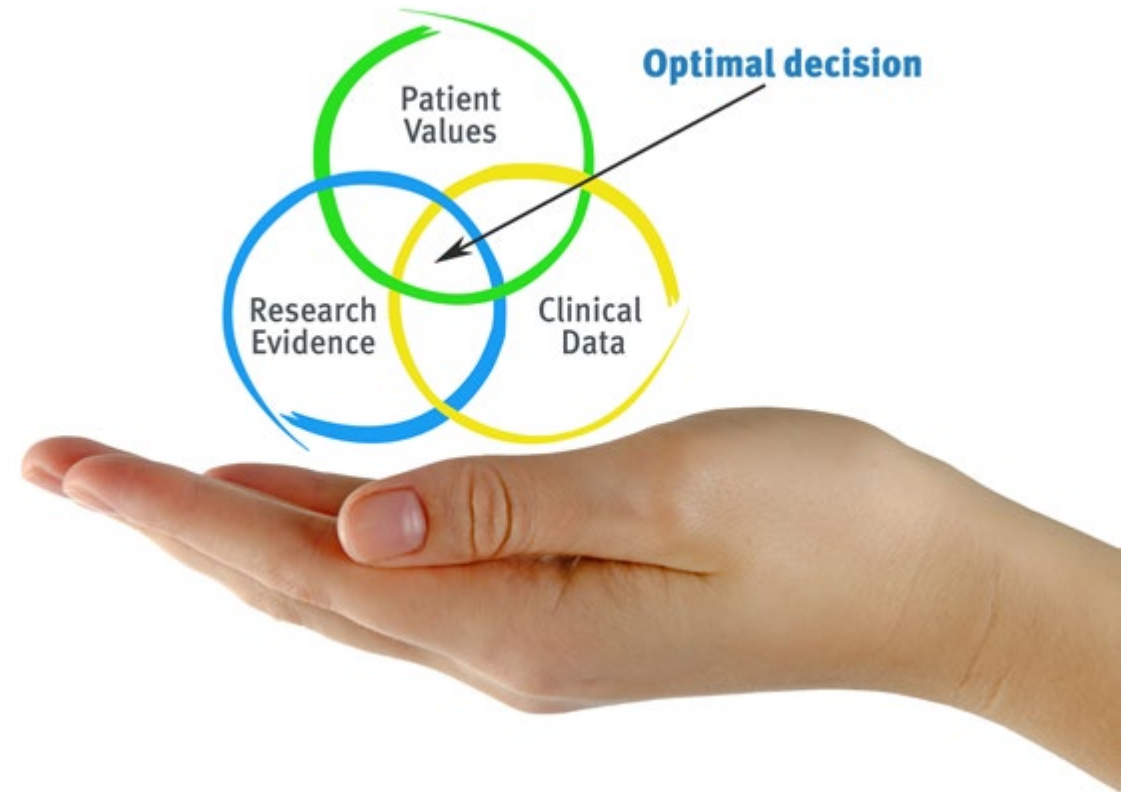 Optimal decision
Patient
Values
Research
Evidence
Clinical
Data